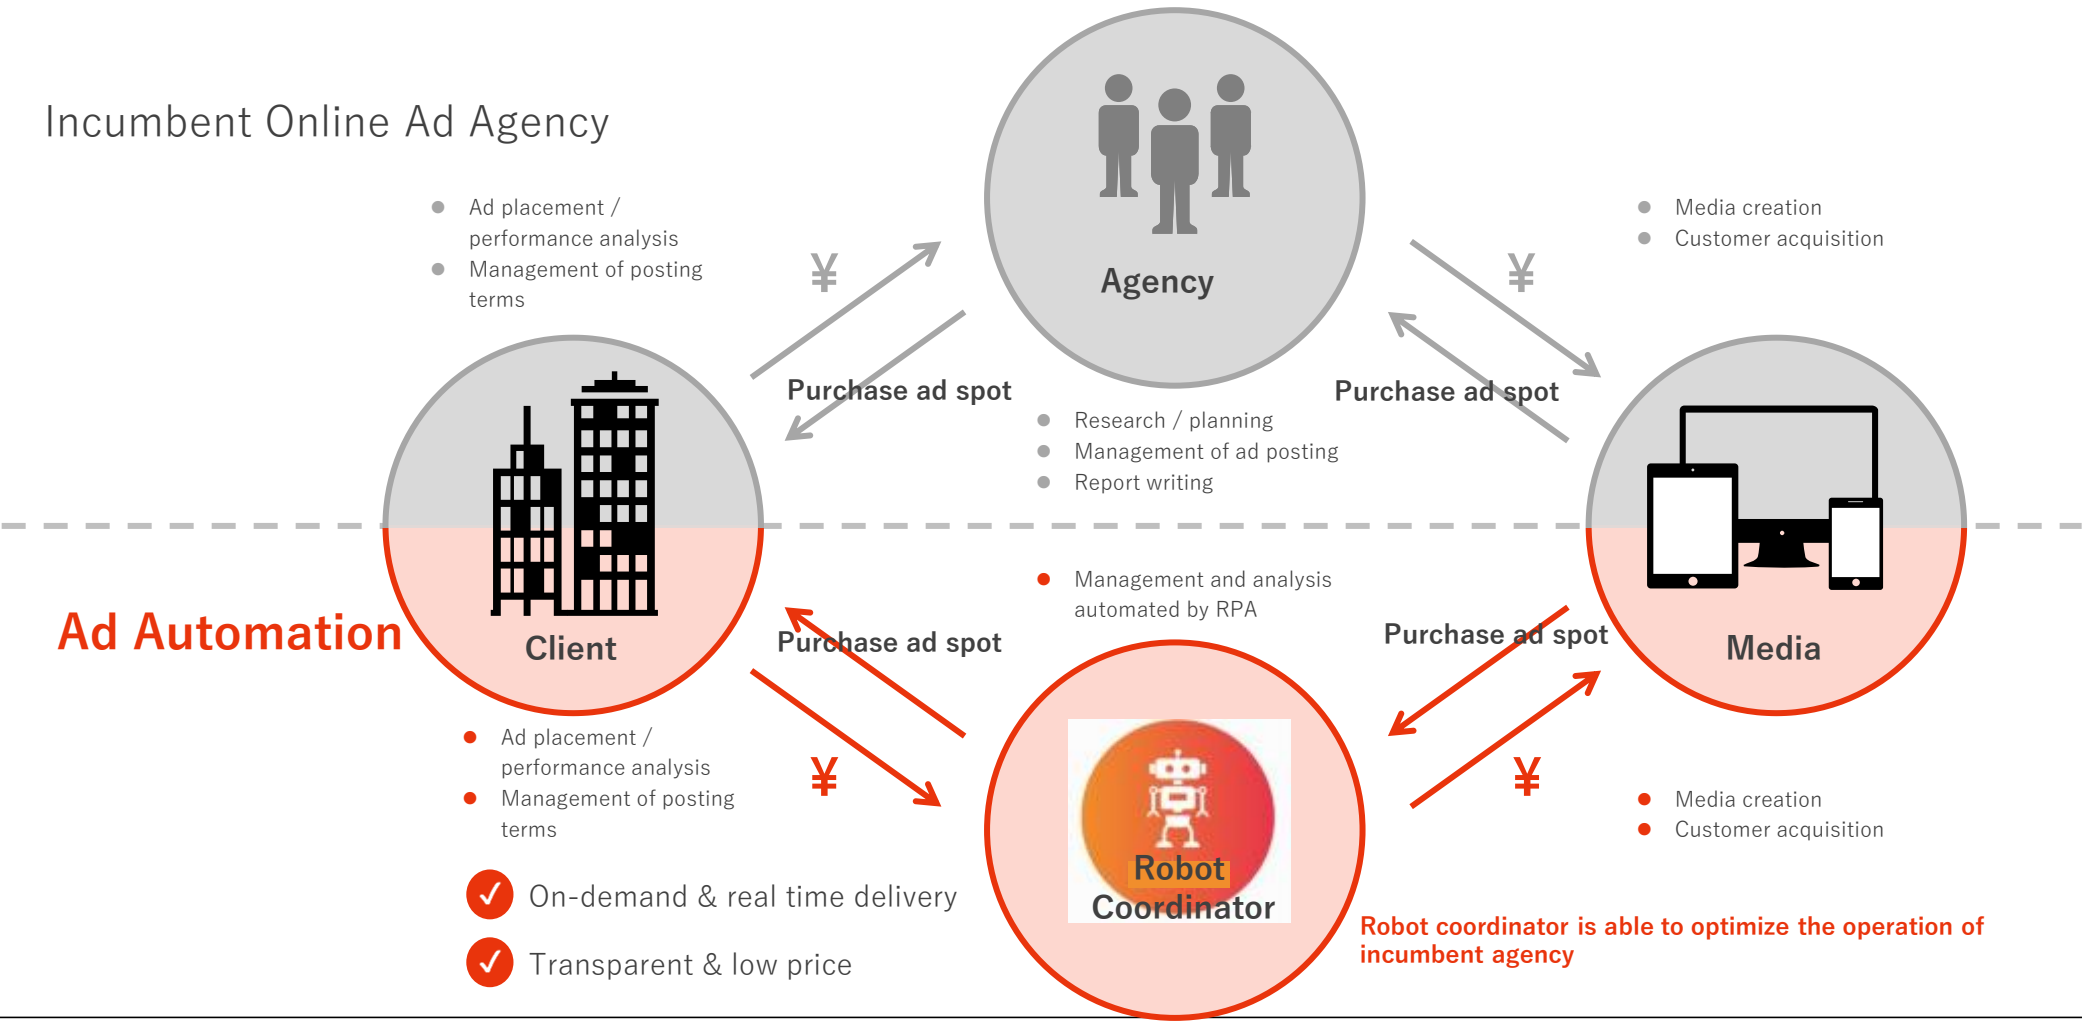 Incumbent Online Ad Agency
Ad placement /
performance analysis
Management of posting
terms
¥
Agency
¥
Media creation
Customer acquisition
Purchase ad spot
Purchase ad spot
Research / planning
Management of ad posting
Report writing
Ad Automation
Client
Management and analysis
automated by RPA
Purchase ad spot
Purchase ad spot
Media
Ad placement /
performance analysis
Management of posting
terms
¥
¥
Media creation
Customer acquisition
Robot
Coordinator
On-demand & real time delivery
Transparent & low price
Robot coordinator is able to optimize the operation of
incumbent agency